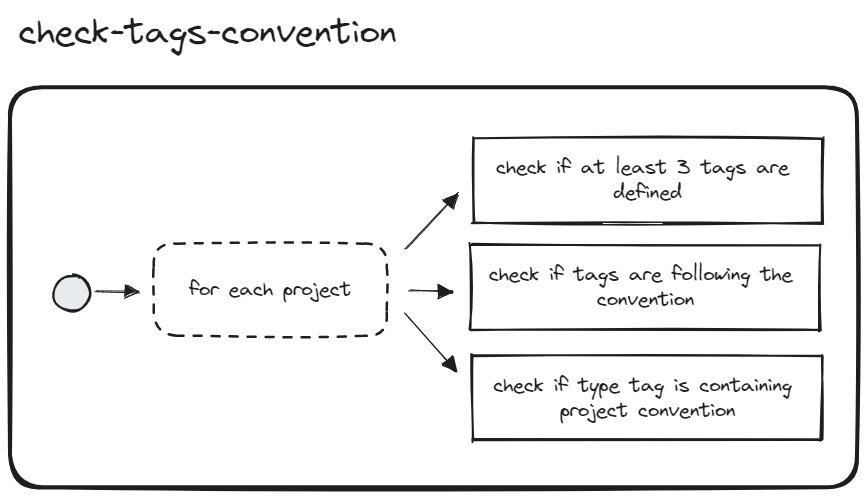 check-tags-convention
for each project
check if at least 3 tags are
defined
check if tags are following the
convention
check if type tag is containing
project convention